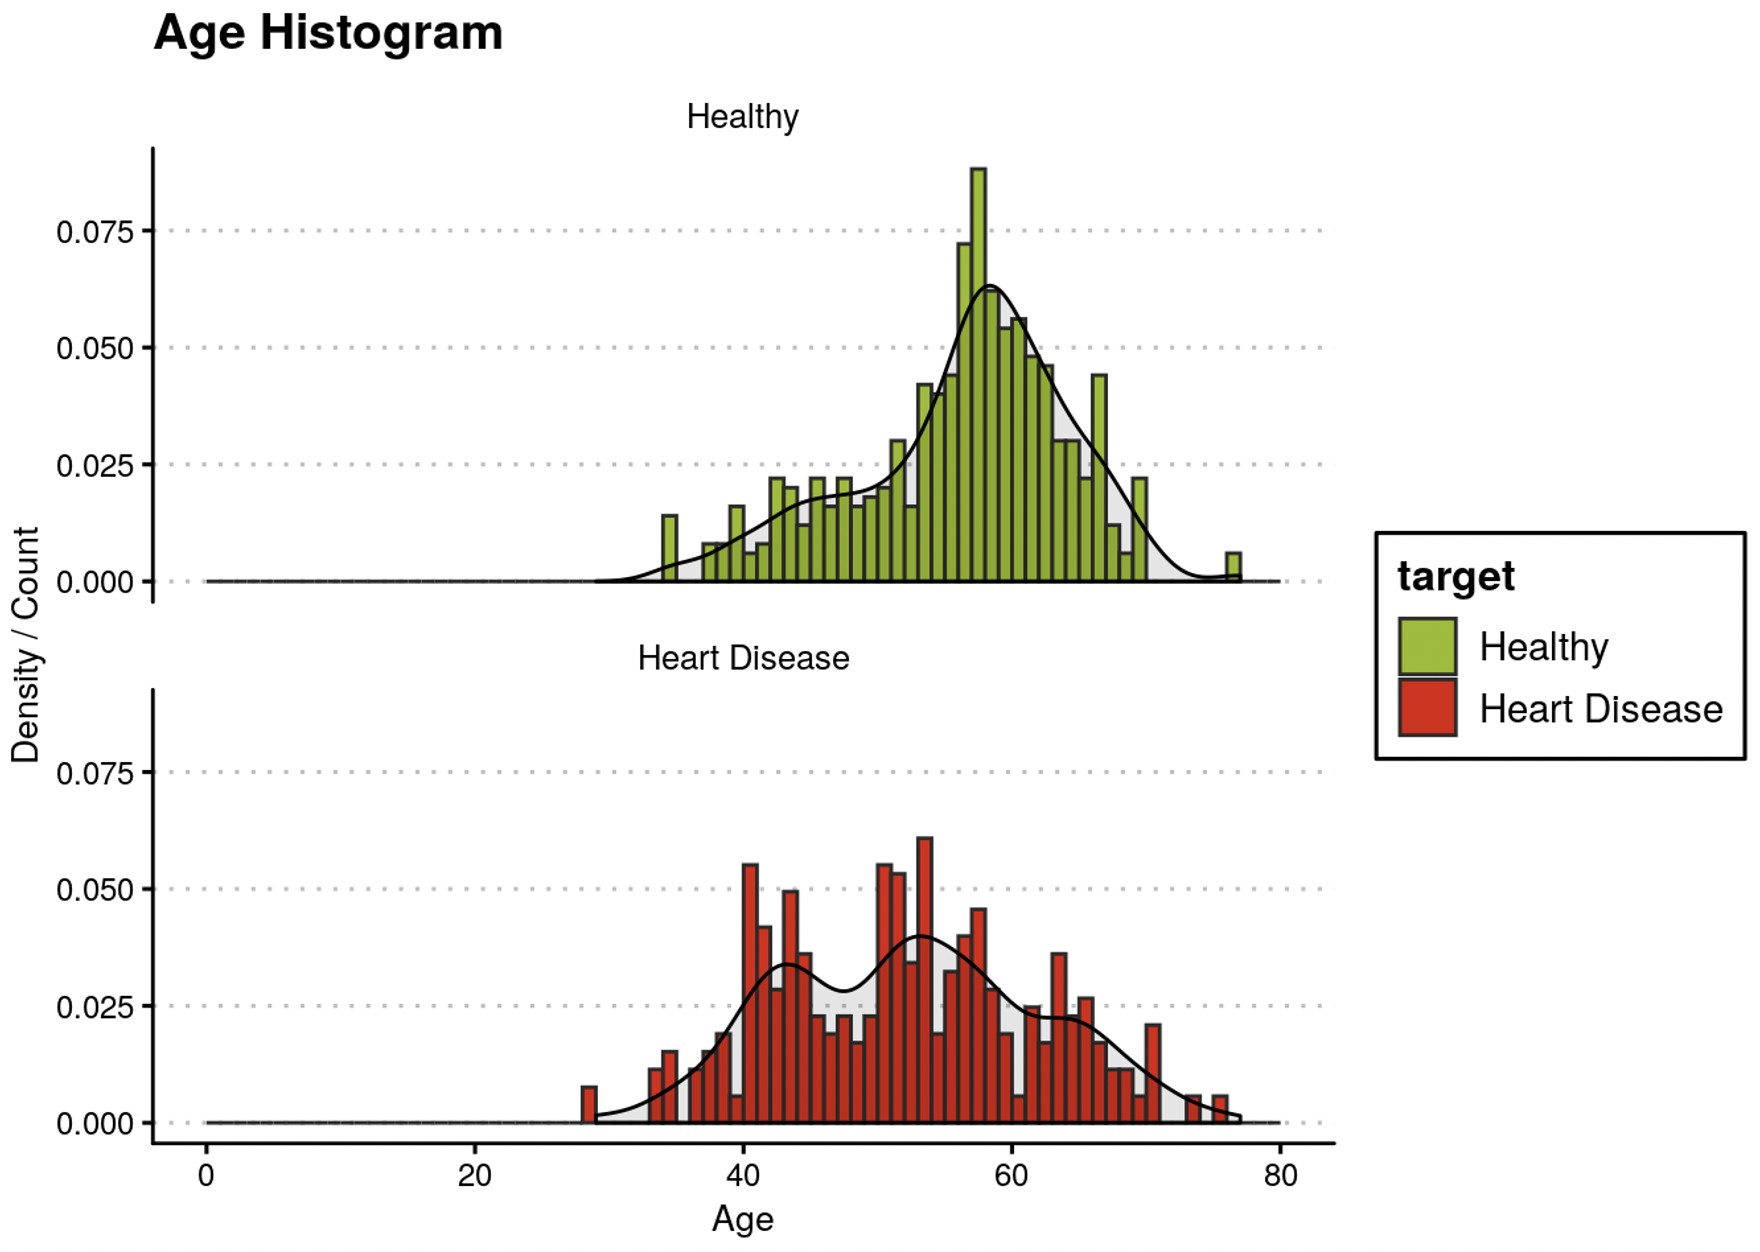 Age Histogram
Healthy
0.075
0.050
0.025
0.000
Heart Disease
0.075
0.050
0.025
0.000
0 20 40 60 80
Age
Density / Count
target
Healthy
Heart Disease